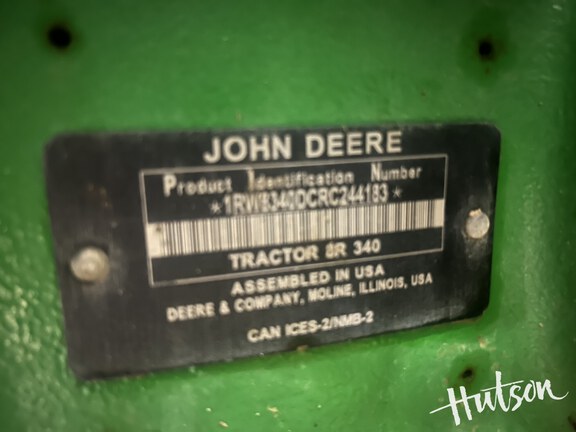 JOHN DEERE
Product Identification Number
*1RW8340DCRC244183*
TRACTOR 8R 340
ASSEMBLED IN USA
DEERE & COMPANY, MOLINE, ILLINOIS, USA
CAN ICES-2/NMB-2
Hutson